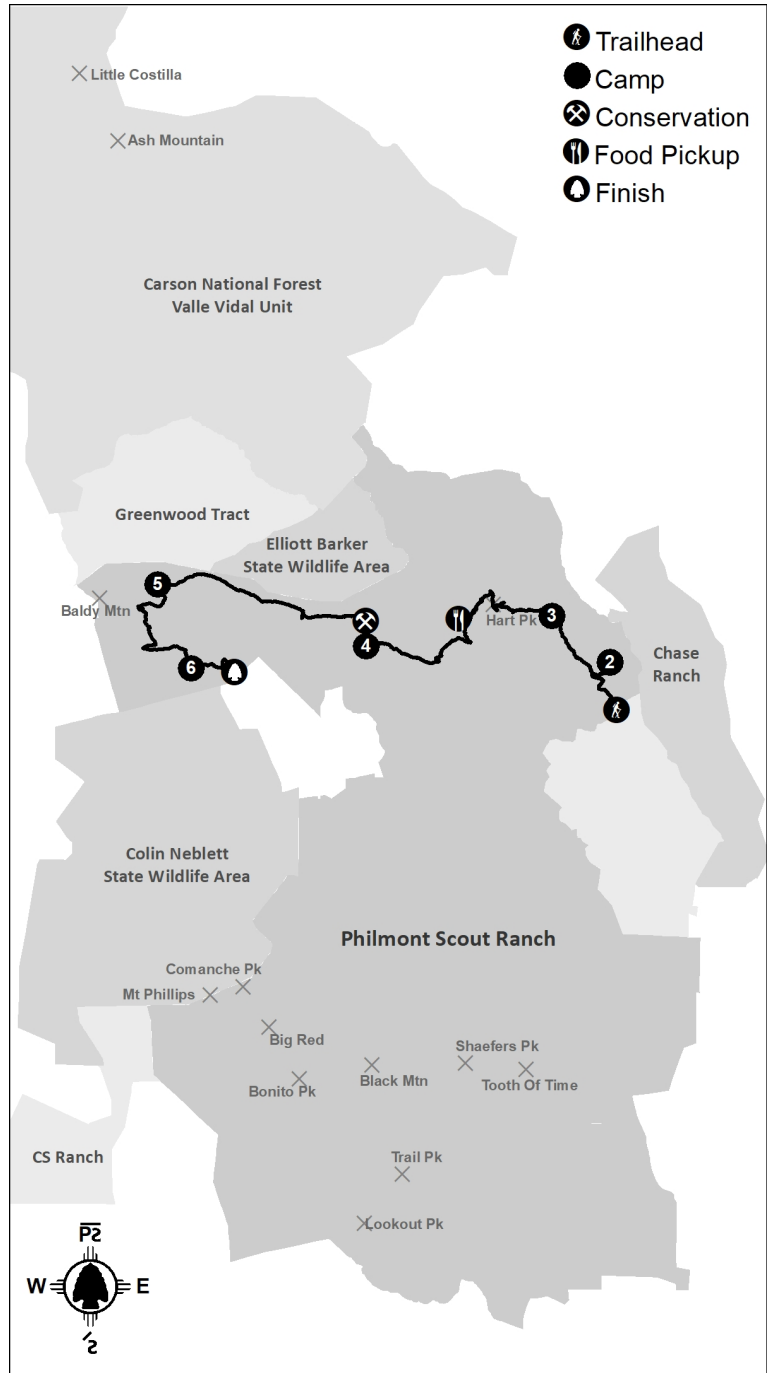 Trailhead
Camp
Conservation
Food Pickup
Finish
Little Costilla
Ash Mountain
Carson National Forest
Valle Vidal Unit
Greenwood Tract
Elliott Barker
State Wildlife Area
5
Baldy Mtn
Hart Pk
3
4
2
6
Chase
Ranch
Colin Neblett
State Wildlife Area
Philmont Scout Ranch
Comanche Pk
Mt Phillips
Big Red
Shaefers Pk
Black Mtn
Tooth Of Time
Bonito Pk
CS Ranch
Trail Pk
Lookout Pk
W
E